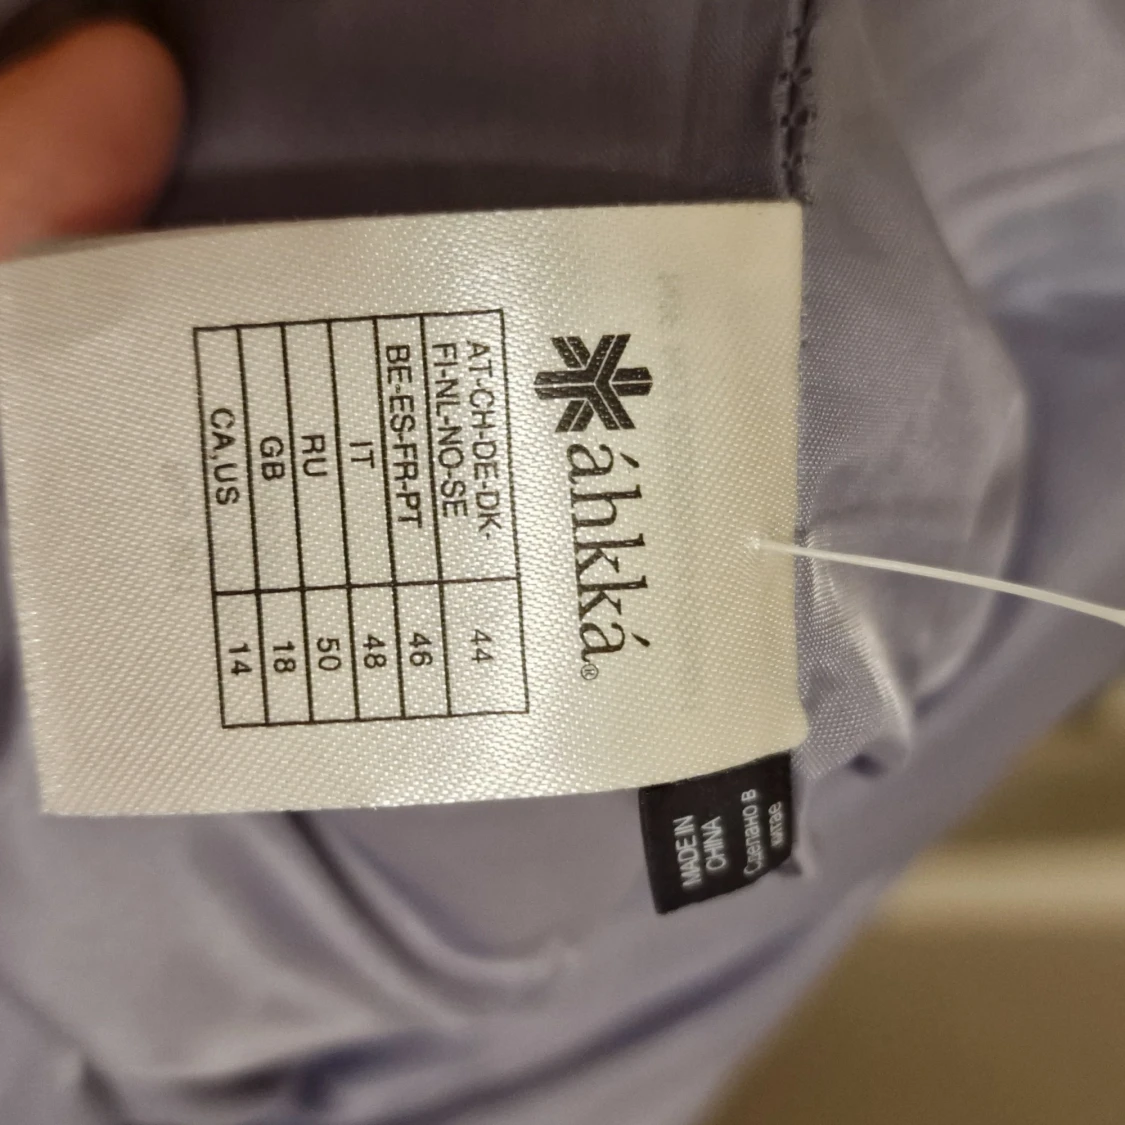 áhkká®
AT-CH-DE-DK-
FI-NL-NO-SE 44
BE-ES-FR-PT 46
IT 48
RU 50
GB 18
CA,US 14
MADE IN
CHINA
Сделано в
китае